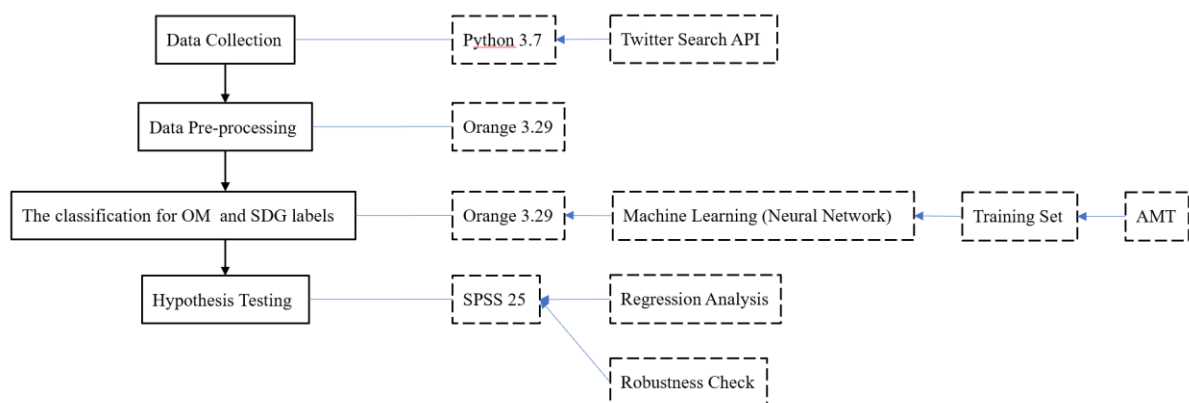 Data Collection
Python 3.7
Twitter Search API
Data Pre-processing
Orange 3.29
The classification for OM and SDG labels
Orange 3.29
Machine Learning (Neural Network)
Training Set
AMT
Hypothesis Testing
SPSS 25
Regression Analysis
Robustness Check